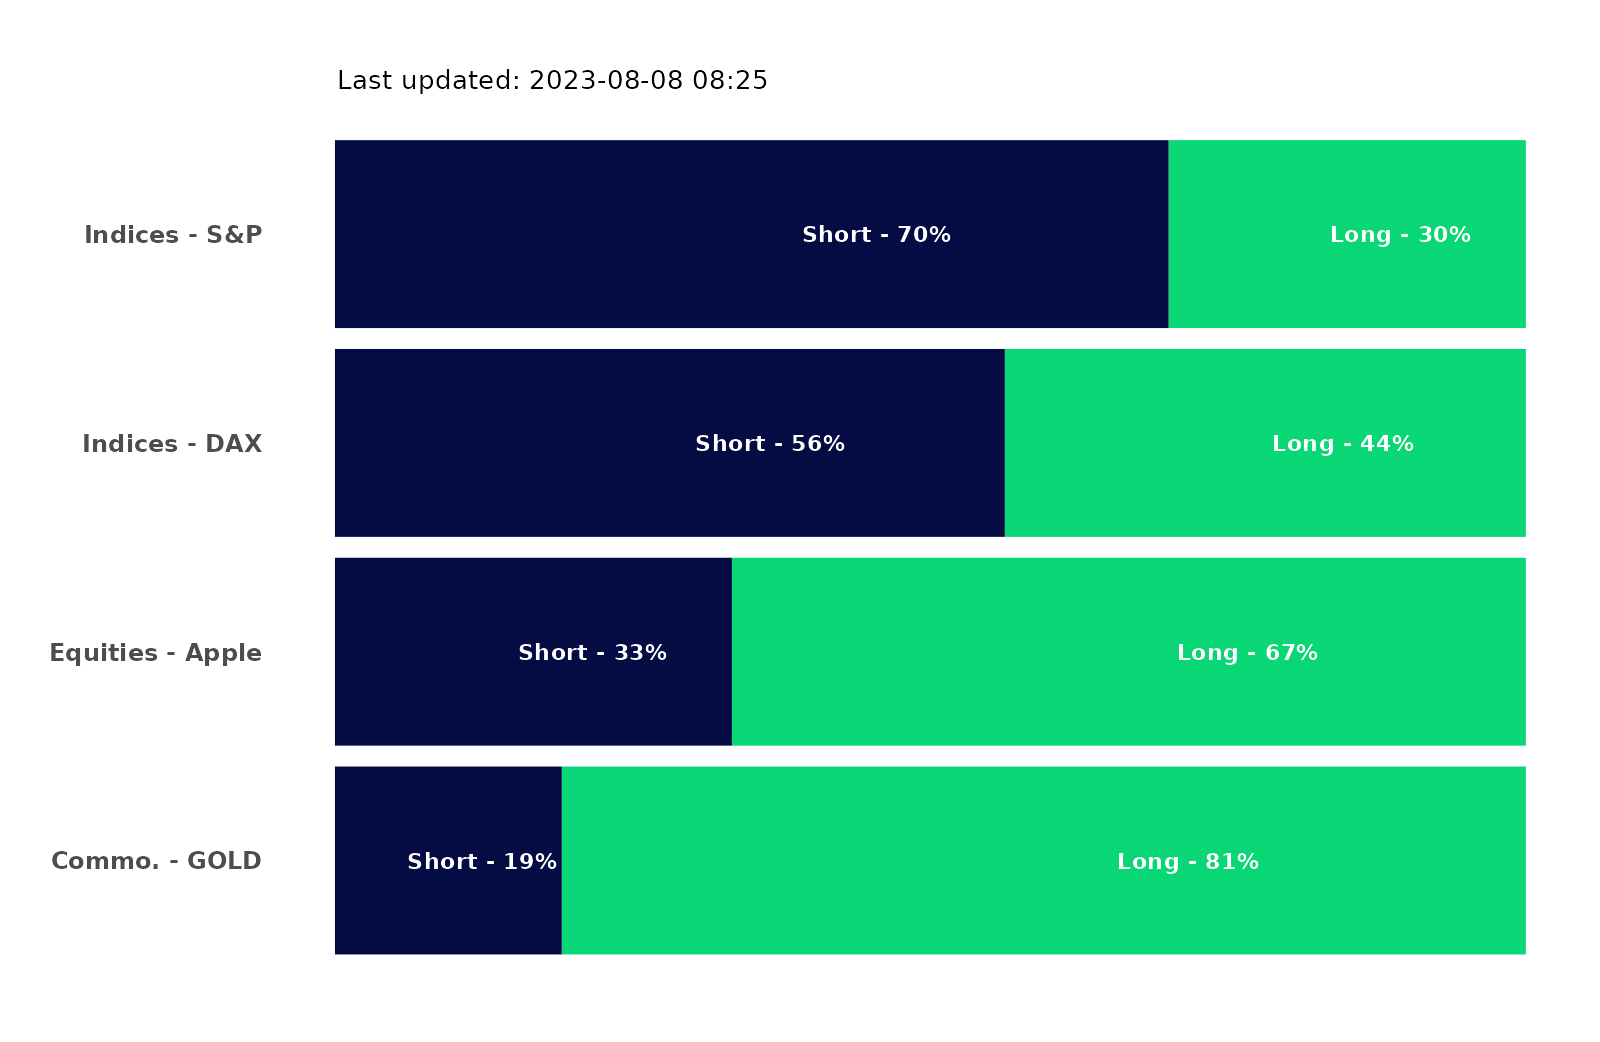 Last updated: 2023-08-08 08:25
Indices - S&P Short - 70% Long - 30%
Indices - DAX Short - 56% Long - 44%
Equities - Apple Short - 33% Long - 67%
Commo. - GOLD Short - 19% Long - 81%